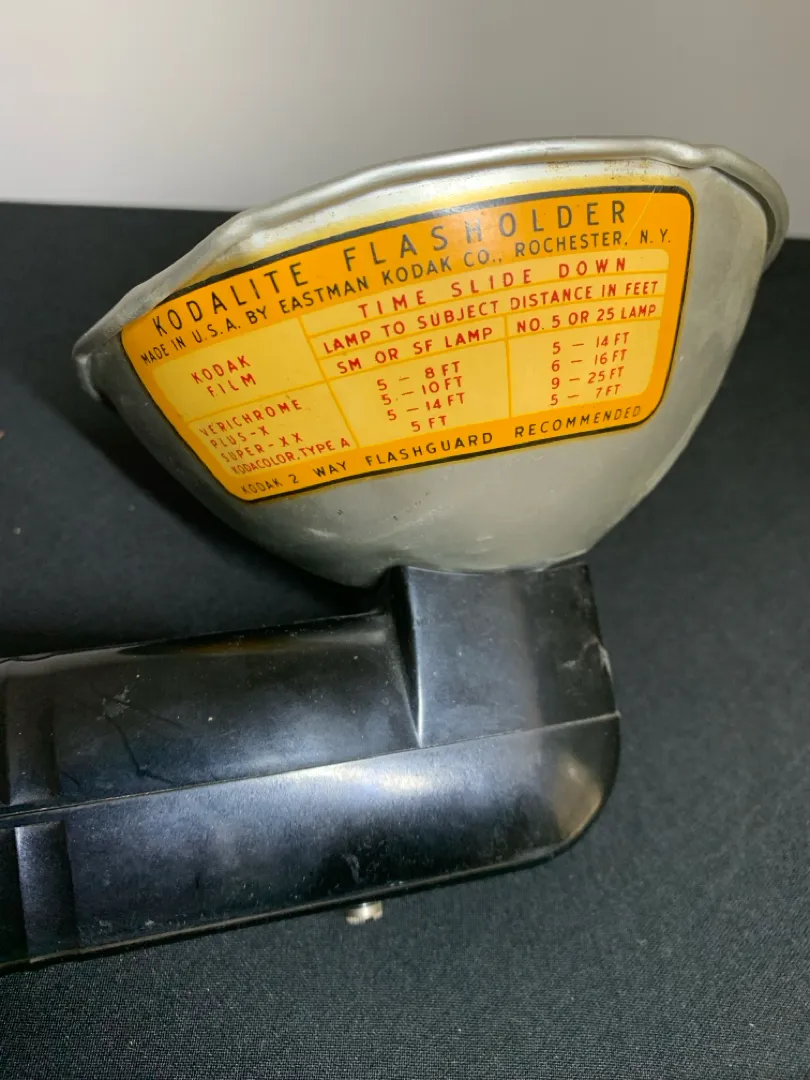 KODALITE FLASHOLDER
MADE IN U.S.A. BY EASTMAN KODAK CO., ROCHESTER, N.Y.
TIME SLIDE DOWN
KODAK FILM LAMP TO SUBJECT DISTANCE IN FEET
SM OR SF LAMP NO. 5 OR 25 LAMP
VERICHROME 5 – 8 FT 5 – 14 FT
PLUS-X 5 – 10 FT 6 – 16 FT
SUPER-XX 5 – 14 FT 9 – 25 FT
KODACOLOR, TYPE A 5 FT 5 – 7 FT
KODAK 2 WAY FLASHGUARD RECOMMENDED